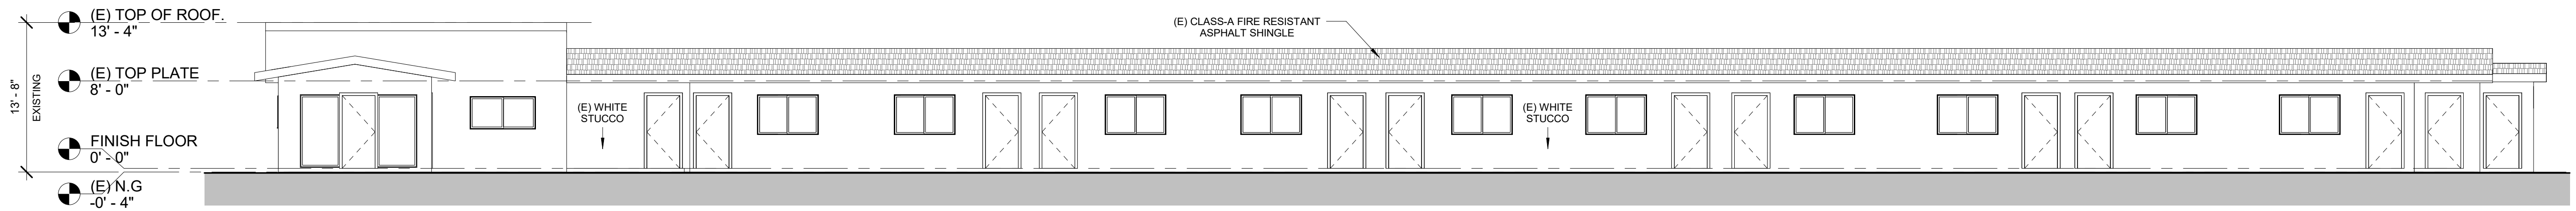 (E) TOP OF ROOF.
13' - 4"
(E) CLASS-A FIRE RESISTANT
ASPHALT SHINGLE
(E) TOP PLATE
8' - 0"
13' - 8"
EXISTING
(E) WHITE
STUCCO
(E) WHITE
STUCCO
FINISH FLOOR
0' - 0"
(E) N.G
-0' - 4"